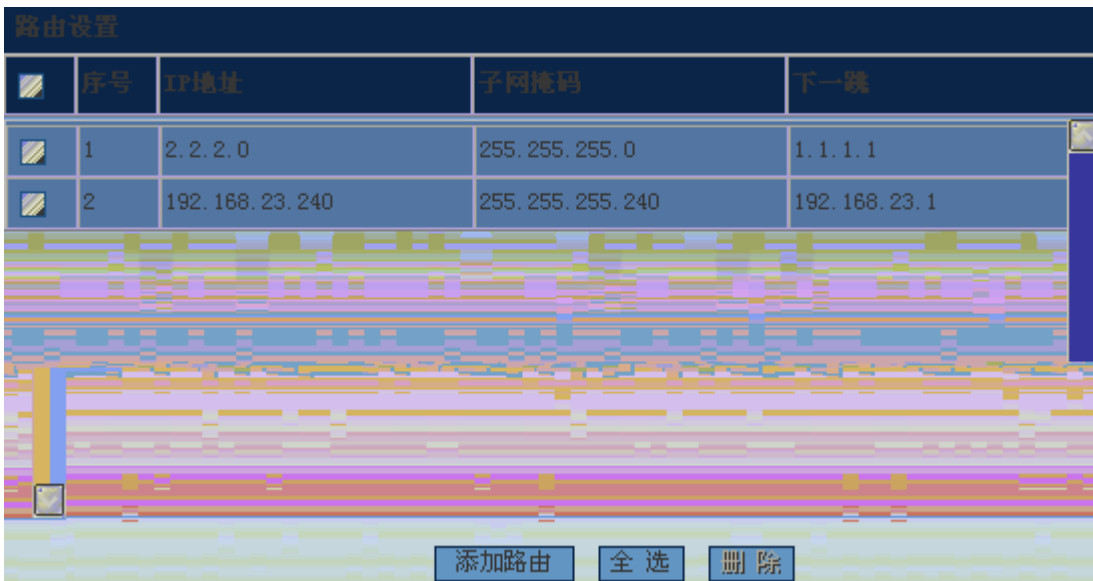 路由设置
序号 IP地址 子网掩码 下一跳
1 2.2.2.0 255.255.255.0 1.1.1.1
2 192.168.23.240 255.255.255.240 192.168.23.1
添加路由 全 选 删 除